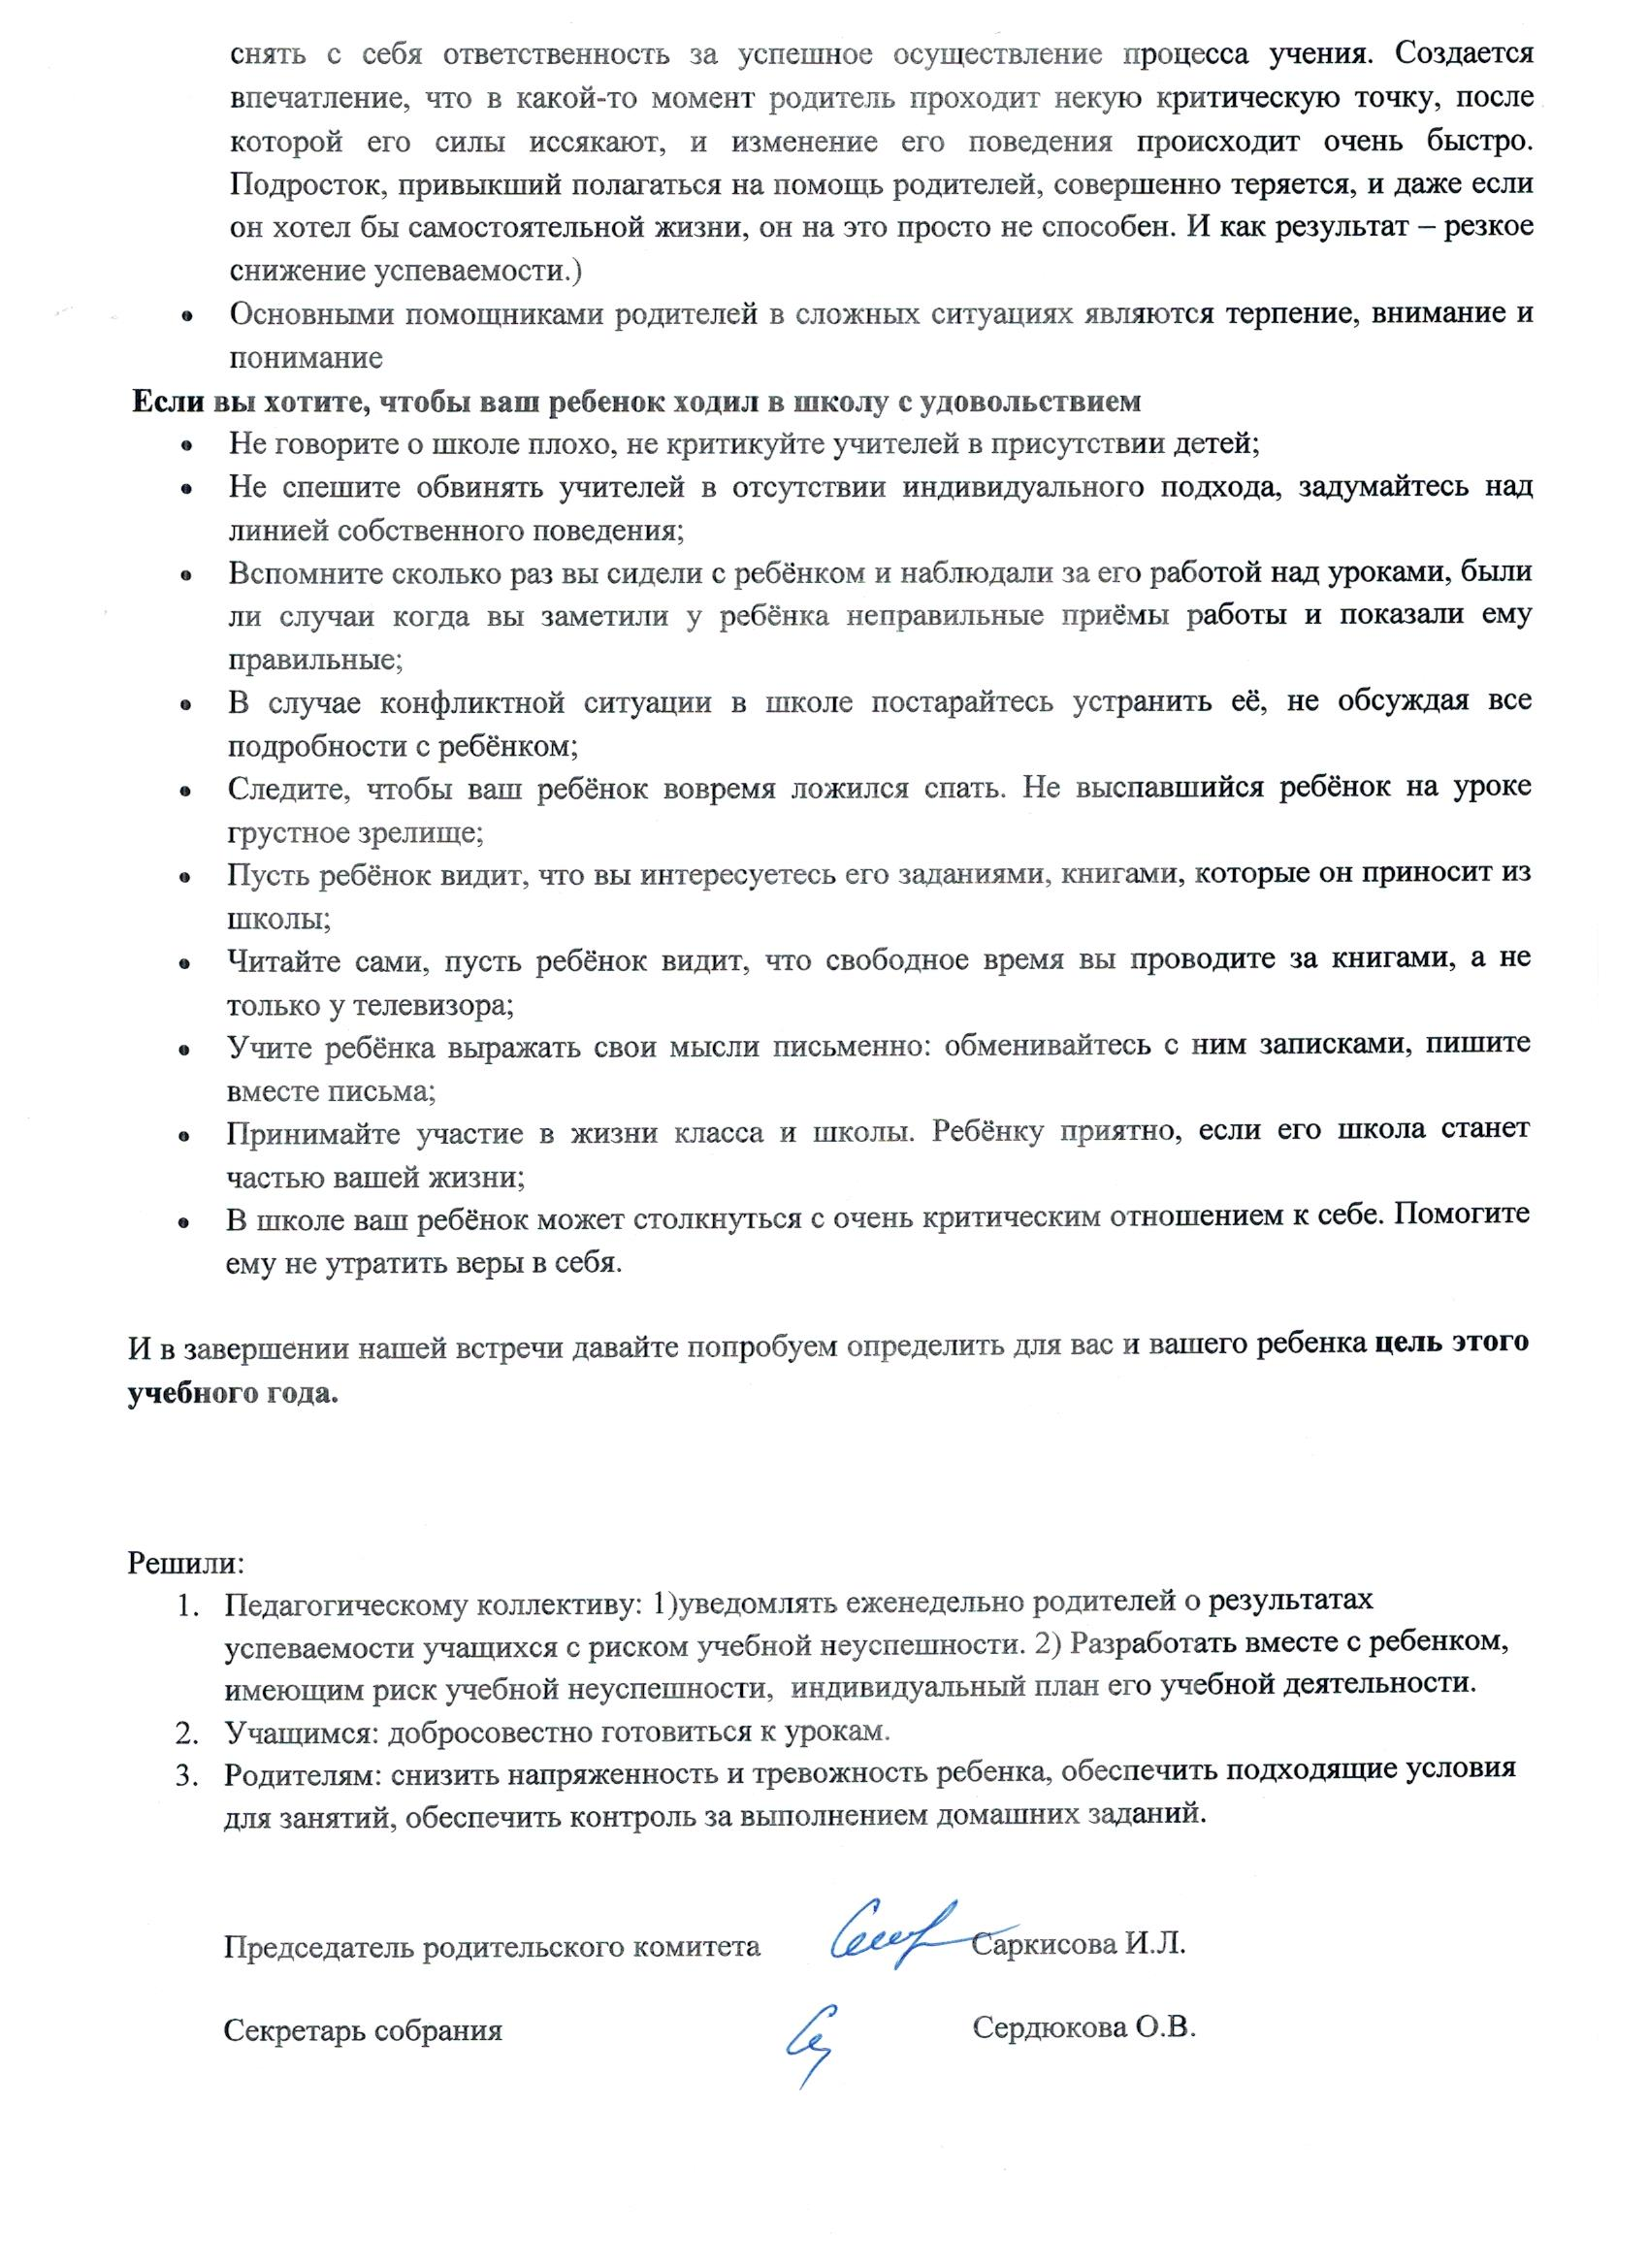 снять с себя ответственность за успешное осуществление процесса учения. Создается
впечатление, что в какой-то момент родитель проходит некую критическую точку, после
которой его силы иссякают, и изменение его поведения происходит очень быстро.
Подросток, привыкший полагаться на помощь родителей, совершенно теряется, и даже если
он хотел бы самостоятельной жизни, он на это просто не способен. И как результат – резкое
снижение успеваемости.)
• Основными помощниками родителей в сложных ситуациях являются терпение, внимание и
понимание
Если вы хотите, чтобы ваш ребенок ходил в школу с удовольствием
• Не говорите о школе плохо, не критикуйте учителей в присутствии детей;
• Не спешите обвинять учителей в отсутствии индивидуального подхода, задумайтесь над
линией собственного поведения;
• Вспомните сколько раз вы сидели с ребёнком и наблюдали за его работой над уроками, были
ли случаи когда вы заметили у ребёнка неправильные приёмы работы и показали ему
правильные;
• В случае конфликтной ситуации в школе постарайтесь устранить её, не обсуждая все
подробности с ребёнком;
• Следите, чтобы ваш ребёнок вовремя ложился спать. Не выспавшийся ребёнок на уроке
грустное зрелище;
• Пусть ребёнок видит, что вы интересуетесь его заданиями, книгами, которые он приносит из
школы;
• Читайте сами, пусть ребёнок видит, что свободное время вы проводите за книгами, а не
только у телевизора;
• Учите ребёнка выражать свои мысли письменно: обменивайтесь с ним записками, пишите
вместе письма;
• Принимайте участие в жизни класса и школы. Ребёнку приятно, если его школа станет
частью вашей жизни;
• В школе ваш ребёнок может столкнуться с очень критическим отношением к себе. Помогите
ему не утратить веры в себя.
И в завершении нашей встречи давайте попробуем определить для вас и вашего ребенка цель этого
учебного года.
Решили:
1. Педагогическому коллективу: 1)уведомлять еженедельно родителей о результатах
успеваемости учащихся с риском учебной неуспешности. 2) Разработать вместе с ребенком,
имеющим риск учебной неуспешности, индивидуальный план его учебной деятельности.
2. Учащимся: добросовестно готовиться к урокам.
3. Родителям: снизить напряженность и тревожность ребенка, обеспечить подходящие условия
для занятий, обеспечить контроль за выполнением домашних заданий.
Председатель родительского комитета Саркисова И.Л.
Секретарь собрания Сердюкова О.В.